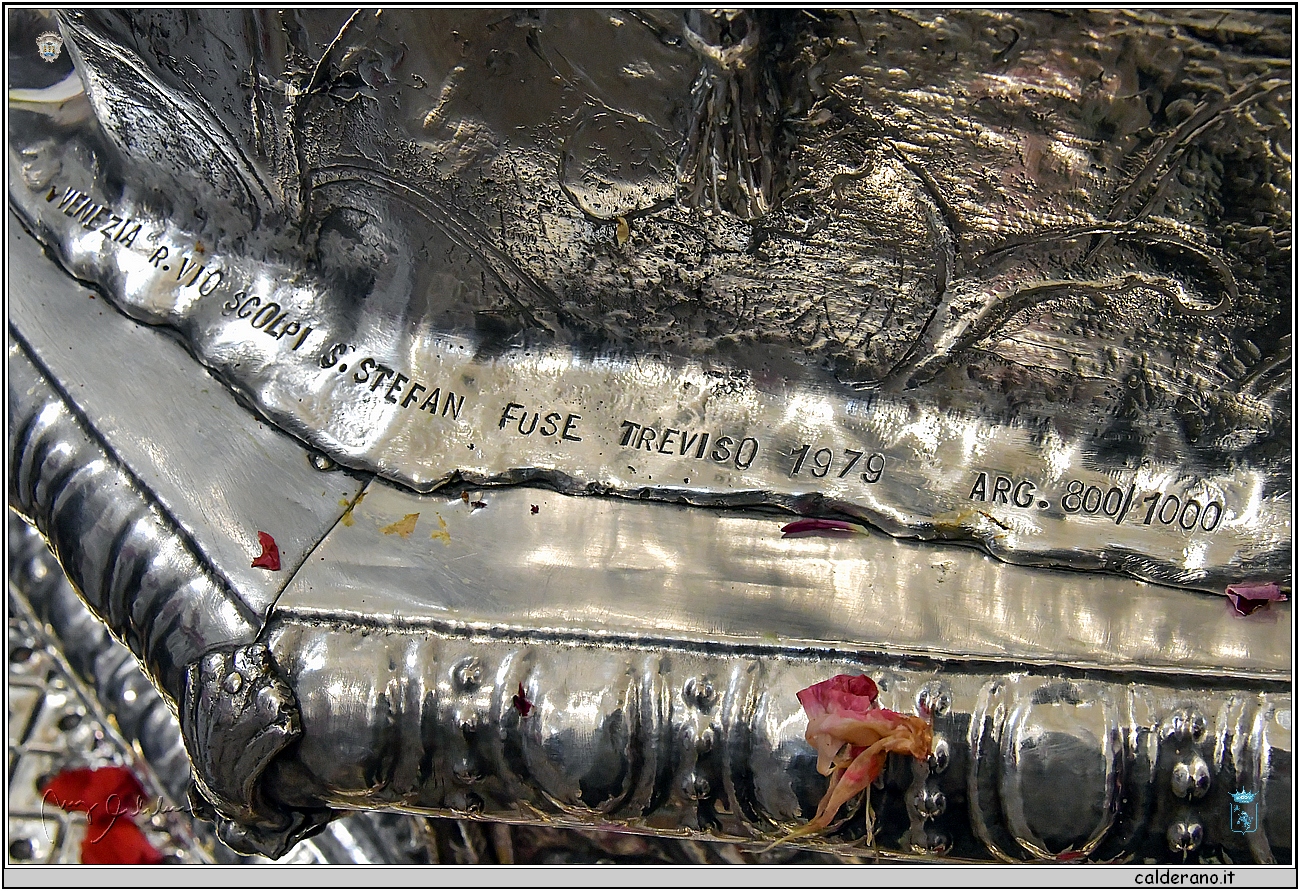 VENEZIA R. VIO SCOLPI S. STEFAN FUSE TREVISO 1979 ARG. 800/1000
calderano.it